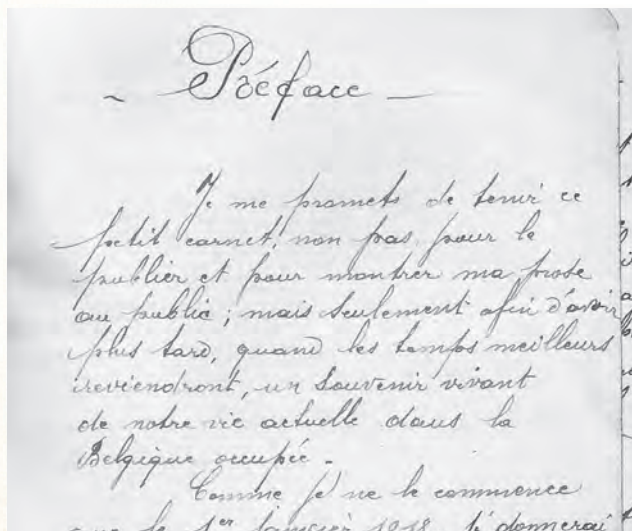 - Préface -
Je me promets de tenir ce
petit carnet, non pas pour le
publier et pour montrer ma prose
au public ; mais seulement afin d'avoir
plus tard, quand les temps meilleurs
reviendront, un souvenir vivant
de notre vie actuelle dans la
Belgique occupée.
Comme je ne le commence
que le 1er Janvier 1918, donnerai